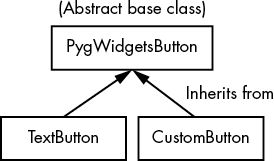 (Abstract base class)
PygWidgetsButton
Inherits from
TextButton
CustomButton